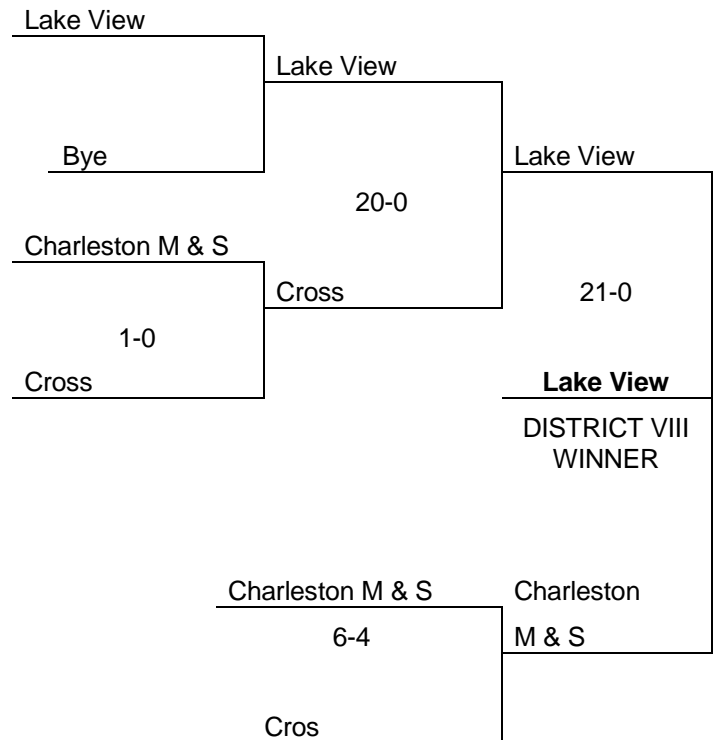 Lake View
Lake View
Bye
Lake View
20-0
Charleston M & S
Cross
21-0
1-0
Cross
Lake View
DISTRICT VIII
WINNER
Charleston M & S
Charleston
6-4
M & S
Cros